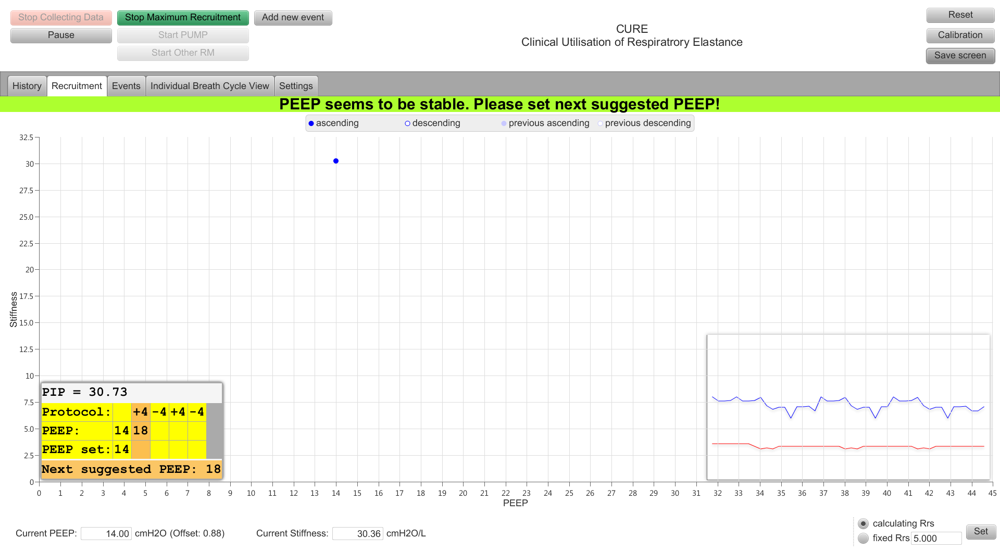 Stop Collecting Data
Stop Maximum Recruitment
Add new event
Reset
Pause
Start PUMP
Calibration
Start Other RM
Save screen
CURE
Clinical Utilisation of Respiratrory Elastance
History
Recruitment
Events
Individual Breath Cycle View
Settings
PEEP seems to be stable. Please set next suggested PEEP!
ascending descending previous ascending previous descending
32.5
30
27.5
25.0
22.5
20
17.5
15.0
12.5
10
7.5
5.0
2.5
0
Stiffness
PIP = 30.73
Protocol: +4 -4 +4 -4
PEEP: 14 18
PEEP set: 14
Next suggested PEEP: 18
0 1 2 3 4 5 6 7 8 9 10 11 12 13 14 15 16 17 18 19 20 21 22 23 24 25 26 27 28 29 30 31 32 33 34 35 36 37 38 39 40 41 42 43 44 45
PEEP
Current PEEP: 14.00 cmH2O (Offset: 0.88)
Current Stiffness: 30.36 cmH2O/L
calculating Rrs
fixed Rrs 5.000
Set